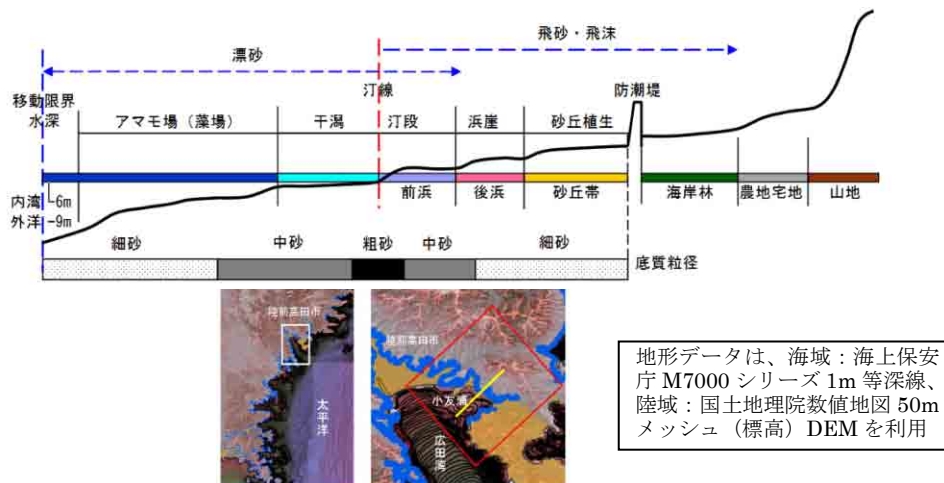 飛砂・飛沫
漂砂
汀線
防潮堤
移動限界
水深
アマモ場(藻場)
干潟
汀段
浜崖
砂丘植生
内湾 -6m
外洋 -9m
前浜
後浜
砂丘帯
海岸林
農地宅地
山地
細砂
中砂
粗砂
中砂
細砂
底質粒径
陸前高田市
太平洋
陸前高田市
小友浦
広田湾
地形データは、海域:海上保安
庁 M7000 シリーズ 1m 等深線、
陸域:国土地理院数値地図 50m
メッシュ(標高)DEM を利用